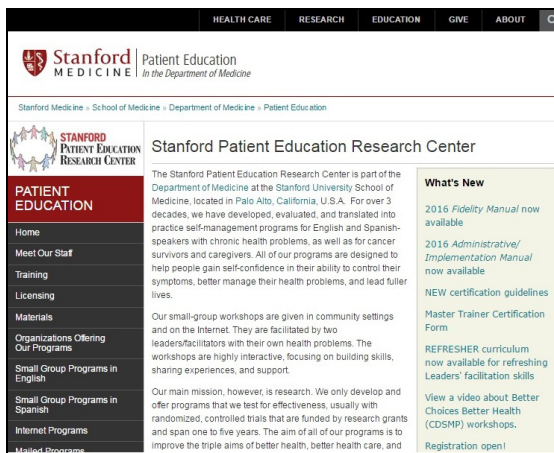 HEALTH CARE RESEARCH EDUCATION GIVE ABOUT
Stanford
MEDICINE
Patient Education
In the Department of Medicine
Stanford Medicine » School of Medicine » Department of Medicine » Patient Education
STANFORD
PATIENT EDUCATION
RESEARCH CENTER
PATIENT
EDUCATION
Home
Meet Our Staff
Training
Licensing
Materials
Organizations Offering
Our Programs
Small Group Programs in
English
Small Group Programs in
Spanish
Internet Programs
Mailed Programs
Stanford Patient Education Research Center
The Stanford Patient Education Research Center is part of the
Department of Medicine at the Stanford University School of
Medicine, located in Palo Alto, California, U.S.A. For over 3
decades, we have developed, evaluated, and translated into
practice self-management programs for English and Spanish-
speakers with chronic health problems, as well as for cancer
survivors and caregivers. All of our programs are designed to
help people gain self-confidence in their ability to control their
symptoms, better manage their health problems, and lead fuller
lives.
Our small-group workshops are given in community settings
and on the Internet. They are facilitated by two
leaders/facilitators with their own health problems. The
workshops are highly interactive, focusing on building skills,
sharing experiences, and support.
Our main mission, however, is research. We only develop and
offer programs that we test for effectiveness, usually with
randomized, controlled trials that are funded by research grants
and span one to five years. The aim of all of our programs is to
improve the triple aims of better health, better health care, and
What's New
2016 Fidelity Manual now
available
2016 Administrative/
Implementation Manual
now available
NEW certification guidelines
Master Trainer Certification
Form
REFRESHER curriculum
now available for refreshing
Leaders' facilitation skills
View a video about Better
Choices Better Health
(CDSMP) workshops.
Registration open!